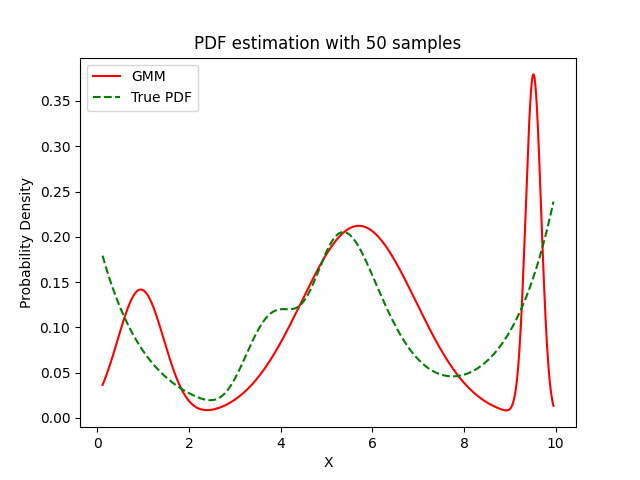 PDF estimation with 50 samples
GMM
True PDF
Probability Density
0.35
0.30
0.25
0.20
0.15
0.10
0.05
0.00
0 2 4 6 8 10
X